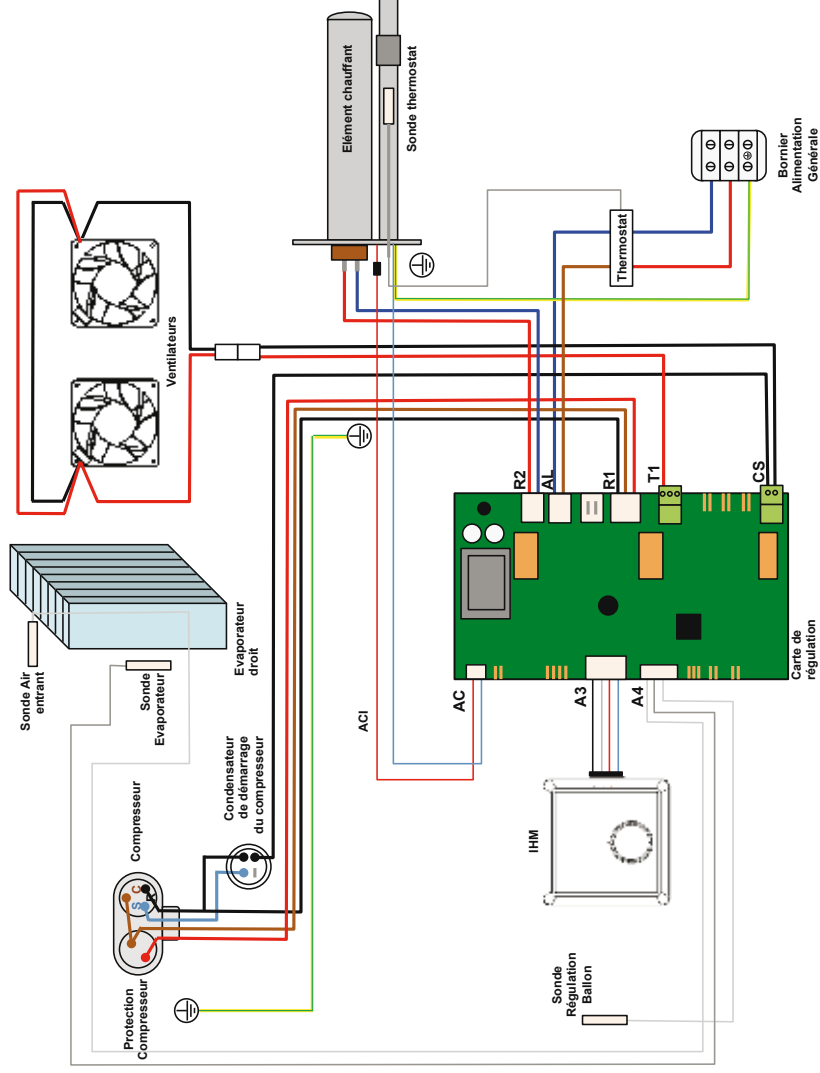 Elément chauffant
Sonde thermostat
Bornier
Alimentation
Générale
Thermostat
Ventilateurs
R2
AL
R1
T1
CS
Evaporateur
droit
Sonde Air
entrant
Sonde
Evaporateur
Carte de
régulation
AC
A3
A4
ACI
Condensateur
de démarrage
du compresseur
Compresseur
C
S
R
IHM
Protection
Compresseur
Sonde
Régulation
Ballon